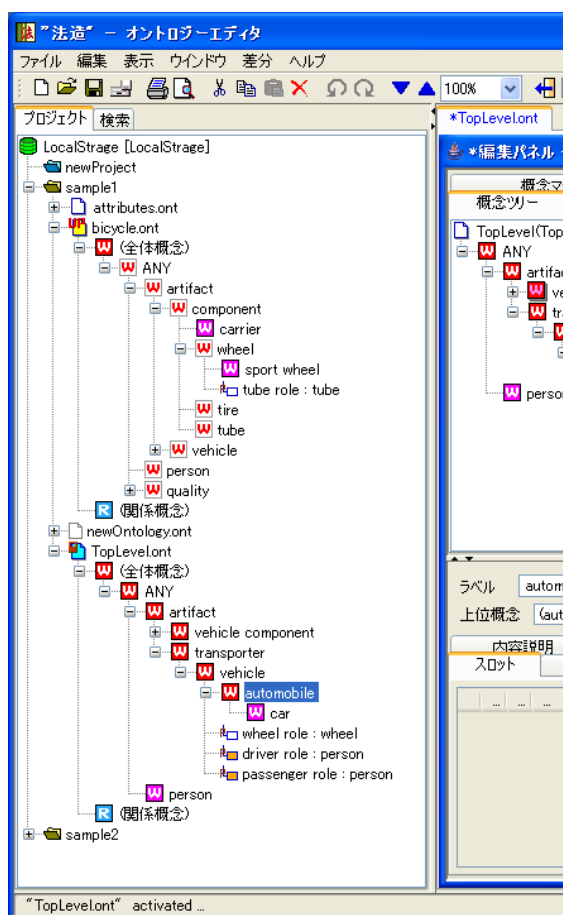 "法造" － オントロジーエディタ
ファイル 編集 表示 ウインドウ 差分 ヘルプ
100%
プロジェクト 検索
*TopLevel.ont
LocalStrage [LocalStrage]
newProject
sample1
attributes.ont
bicycle.ont
(全体概念)
ANY
artifact
component
carrier
wheel
sport wheel
tube role : tube
tire
tube
vehicle
person
quality
(関係概念)
newOntology.ont
TopLevel.ont
(全体概念)
ANY
artifact
vehicle component
transporter
vehicle
automobile
car
wheel role : wheel
driver role : person
passenger role : person
person
(関係概念)
sample2
*編集パネル -
概念マ
概念ツリー
TopLevel(Top
ANY
artifac
ve
tr
perso
ラベル autom
上位概念 (aut
内容説明
スロット
... ... ...
"TopLevel.ont" activated ...